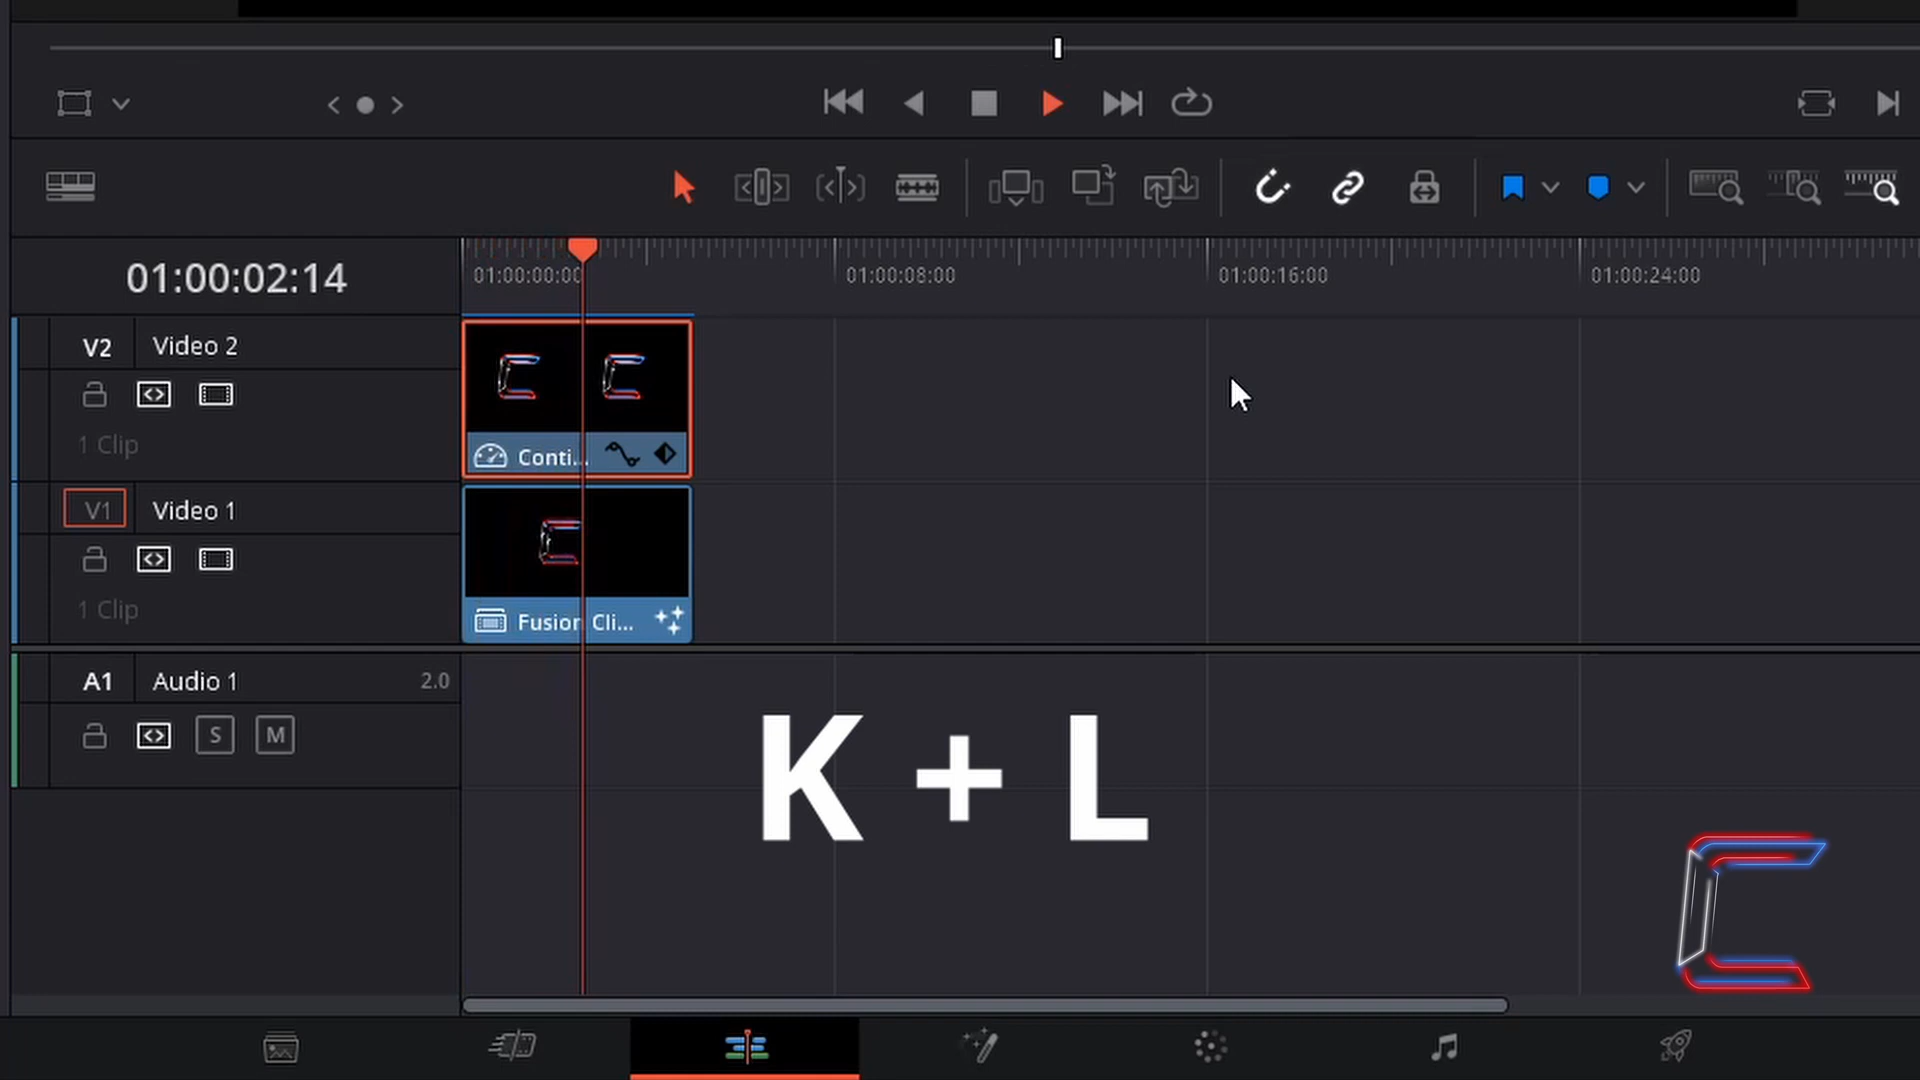 01:00:02:14
01:00:00:00
01:00:08:00
01:00:16:00
01:00:24:00
V2 Video 2
1 Clip
Conti...
V1 Video 1
1 Clip
Fusion Cli...
A1 Audio 1 2.0
S M
K + L